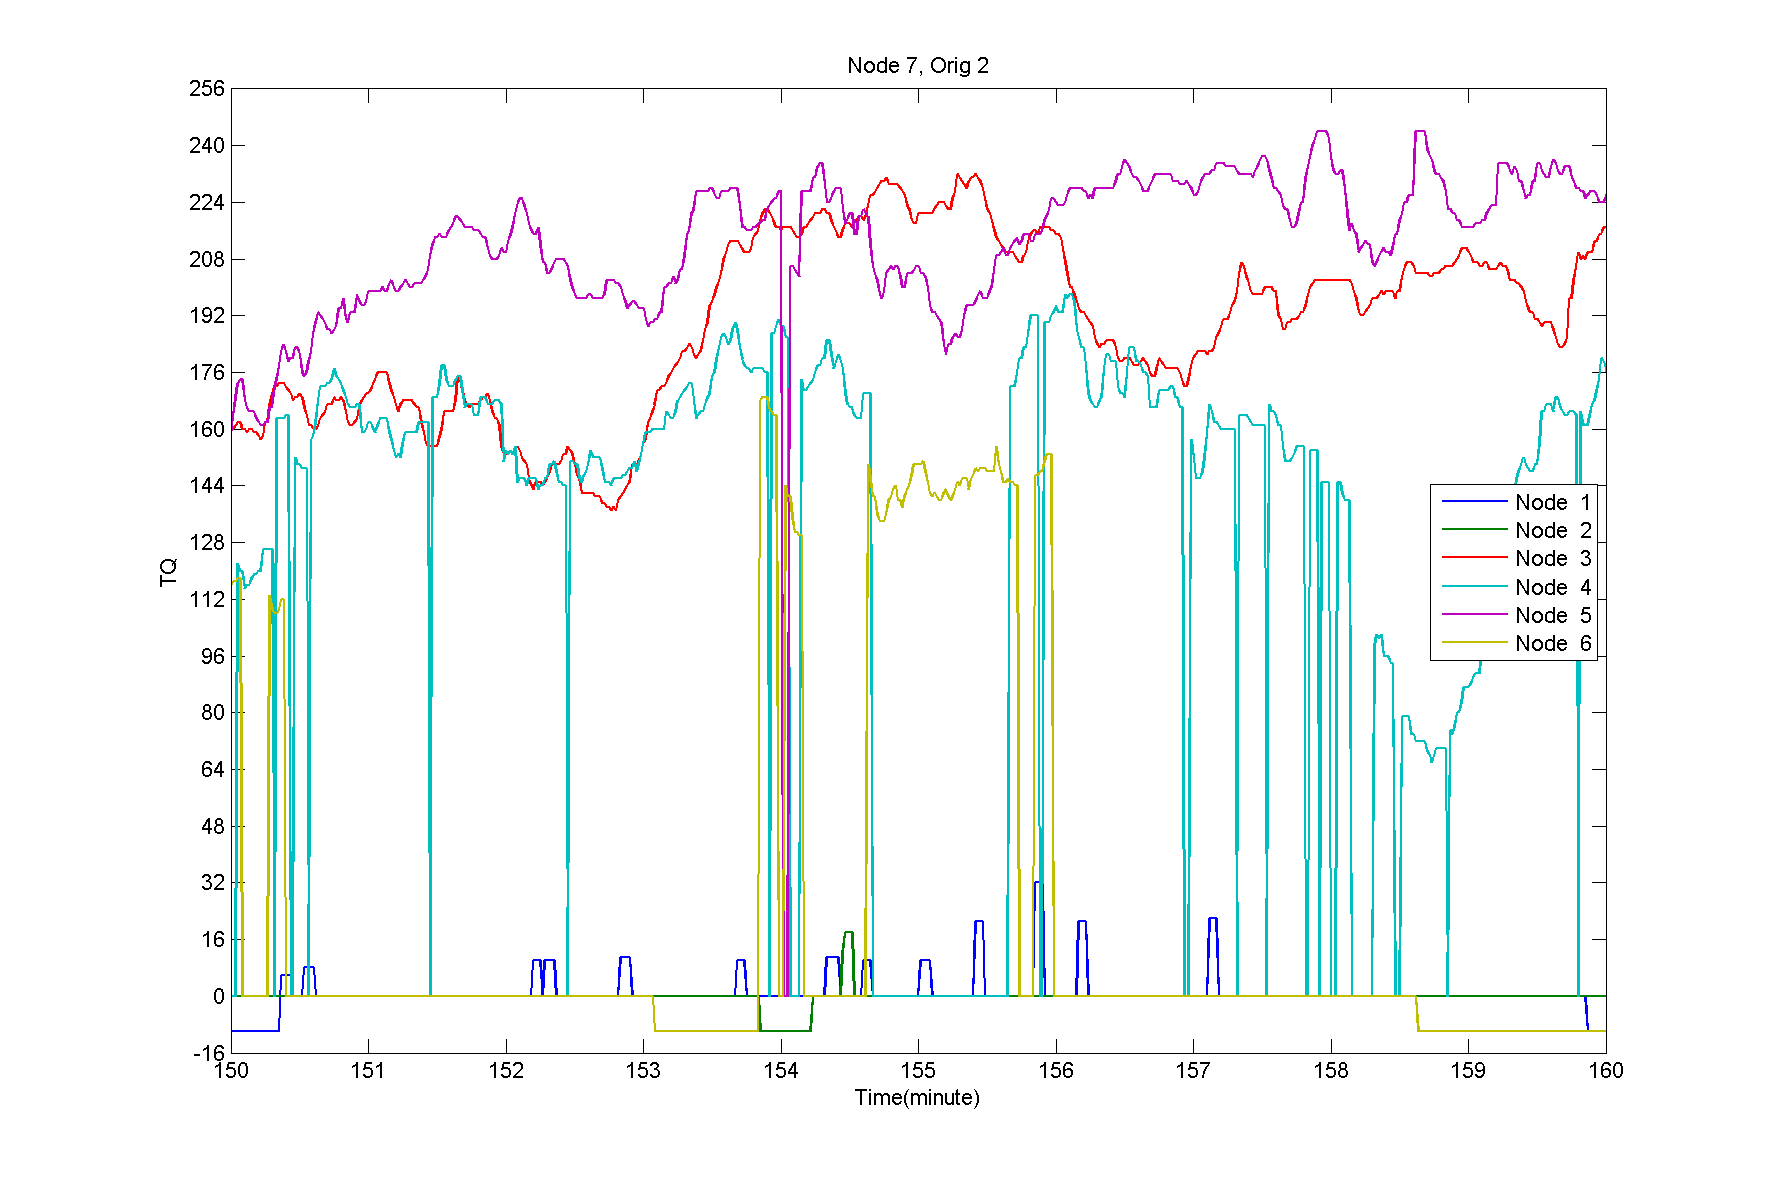 Node 7, Orig 2
256
240
224
208
192
176
160
144
128
112
96
80
64
48
32
16
0
-16
TQ
Node 1
Node 2
Node 3
Node 4
Node 5
Node 6
150 151 152 153 154 155 156 157 158 159 160
Time(minute)